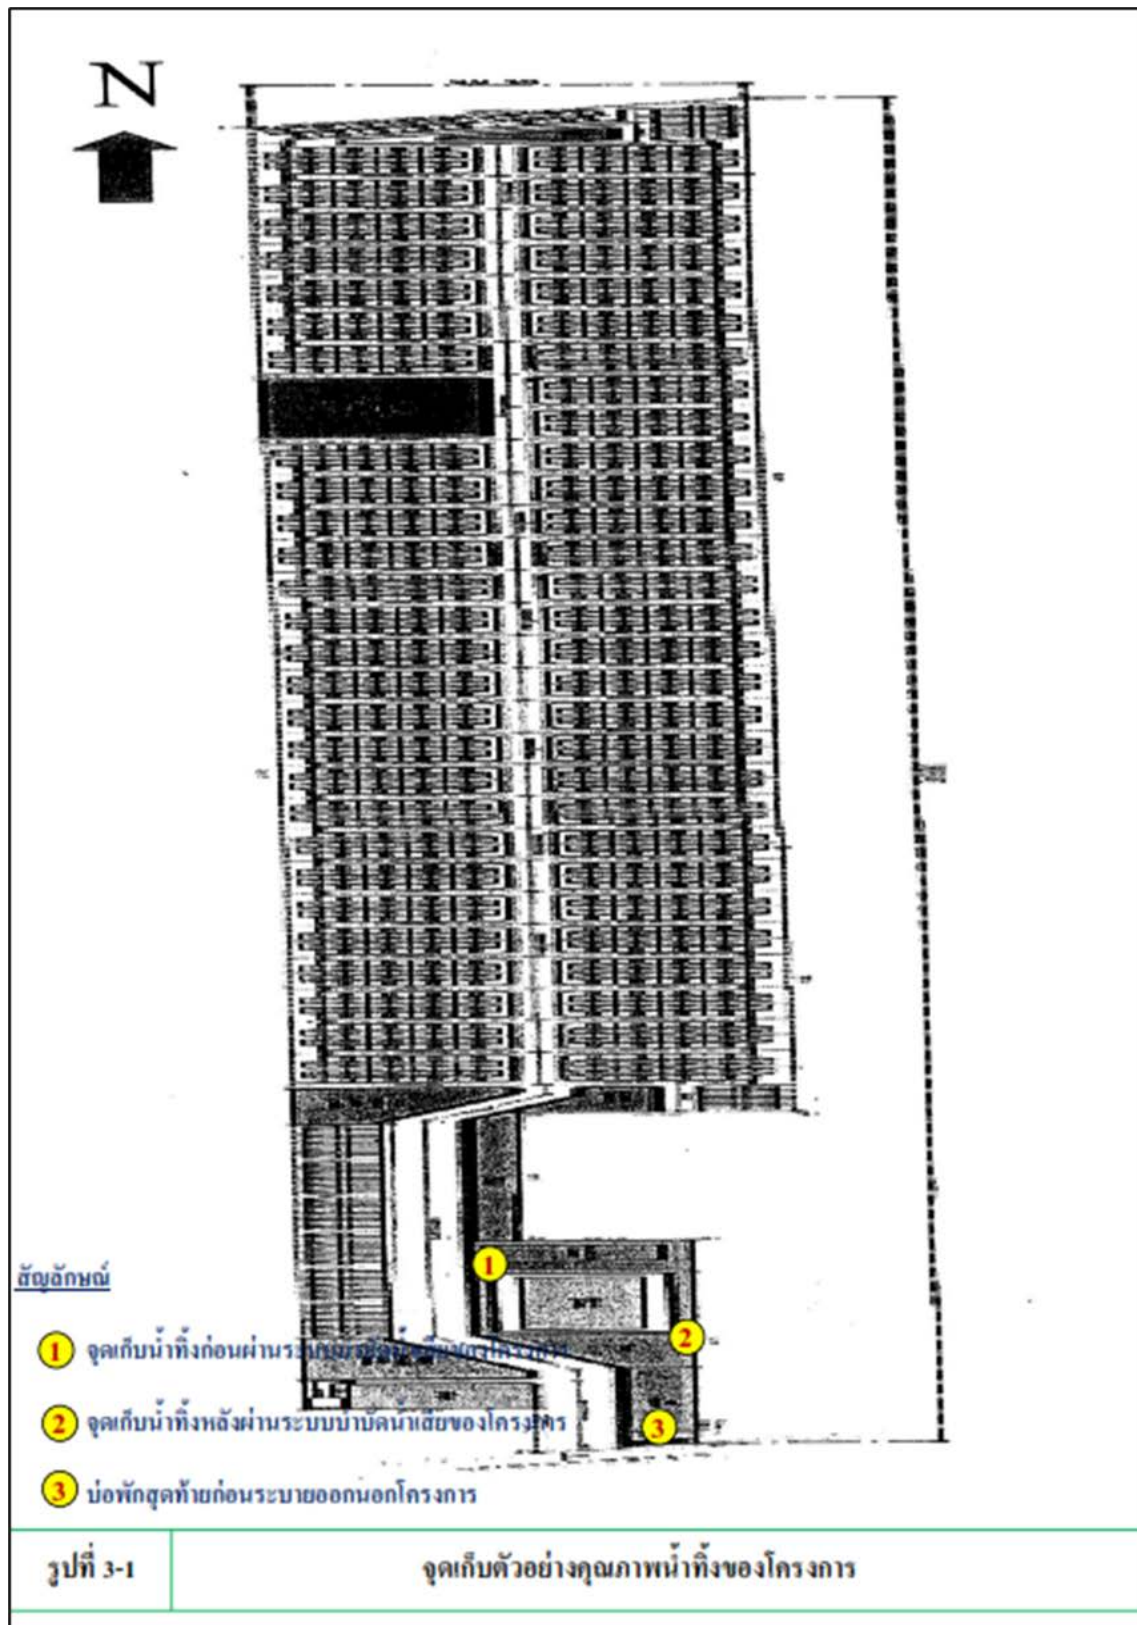 N
สัญลักษณ์
1 จุดเก็บน้ำทิ้งก่อนผ่านระบบบำบัดน้ำเสียของโครงการ
2 จุดเก็บน้ำทิ้งหลังผ่านระบบบำบัดน้ำเสียของโครงการ
3 บ่อพักสุดท้ายก่อนระบายออกนอกโครงการ
1
2
3
รูปที่ 3-1
จุดเก็บตัวอย่างคุณภาพน้ำทิ้งของโครงการ